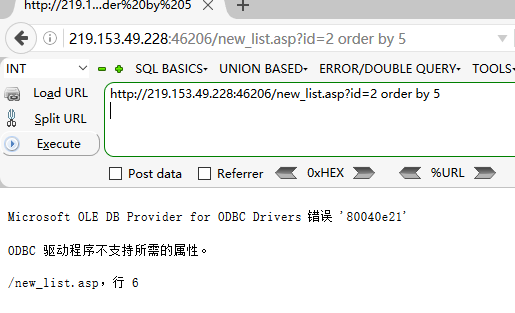 http://219.1...der%20by%205
219.153.49.228:46206/new_list.asp?id=2 order by 5
INT SQL BASICS UNION BASED ERROR/DOUBLE QUERY TOOLS
Load URL
http://219.153.49.228:46206/new_list.asp?id=2 order by 5
Split URL
Execute
Post data Referrer 0xHEX %URL
Microsoft OLE DB Provider for ODBC Drivers 错误 '80040e21'
ODBC 驱动程序不支持所需的属性。
/new_list.asp，行 6